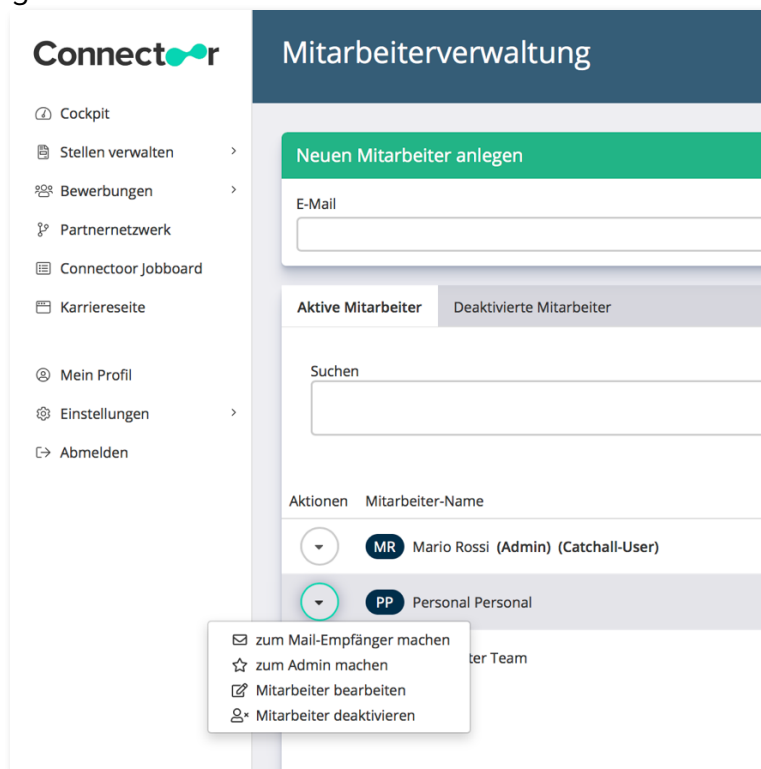 Connectoor
Mitarbeiterverwaltung
Cockpit
Stellen verwalten
Bewerbungen
Partnernetzwerk
Connectoor Jobboard
Karriereseite
Mein Profil
Einstellungen
Abmelden
Neuen Mitarbeiter anlegen
E-Mail
Aktive Mitarbeiter Deaktivierte Mitarbeiter
Suchen
Aktionen Mitarbeiter-Name
MR Mario Rossi (Admin) (Catchall-User)
PP Personal Personal
ter Team
zum Mail-Empfänger machen
zum Admin machen
Mitarbeiter bearbeiten
Mitarbeiter deaktivieren